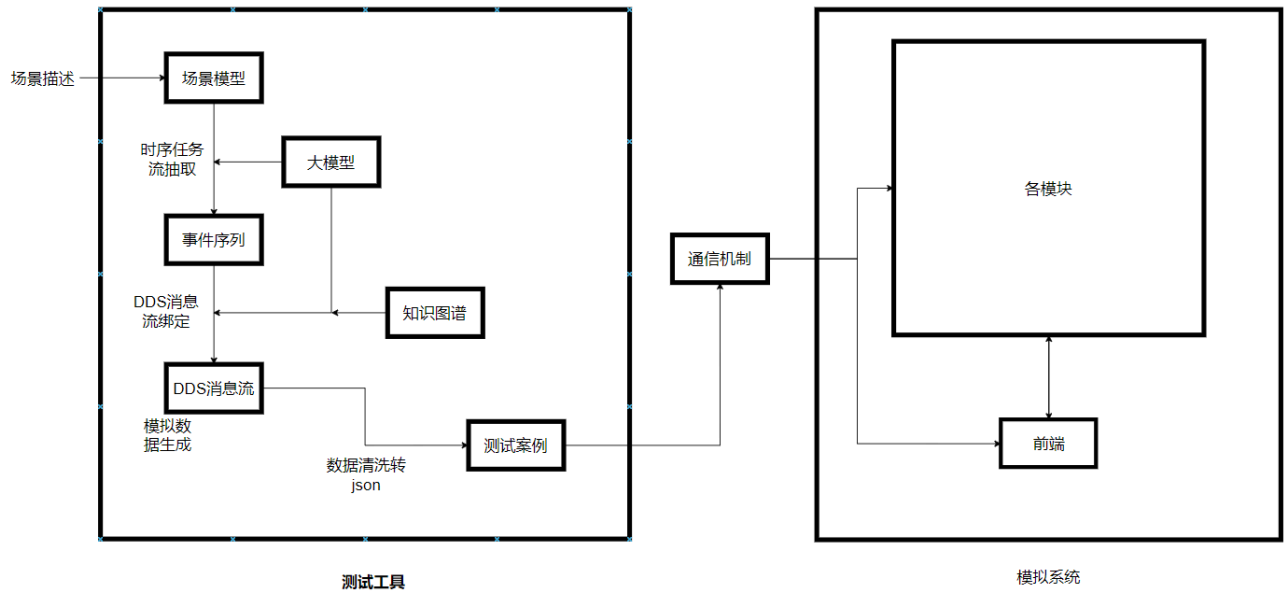 场景描述
场景模型
时序任务
流抽取
大模型
事件序列
DDS消息
流绑定
知识图谱
DDS消息流
模拟数
据生成
数据清洗转
json
测试案例
测试工具
通信机制
各模块
前端
模拟系统